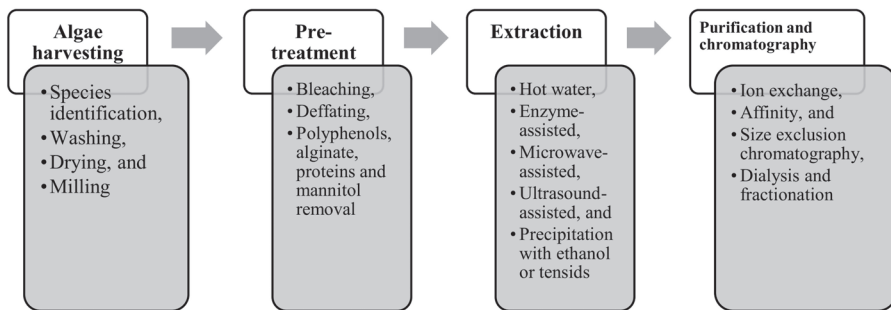 Algae
harvesting
• Species
identification,
• Washing,
• Drying, and
• Milling
Pre-
treatment
• Bleaching,
• Deffating,
• Polyphenols,
alginate,
proteins and
mannitol
removal
Extraction
• Hot water,
• Enzyme-
assisted,
• Microwave-
assisted,
• Ultrasound-
assisted, and
• Precipitation
with ethanol
or tensids
Purification and
chromatography
• Ion exchange,
• Affinity, and
• Size exclusion
chromatography,
• Dialysis and
fractionation